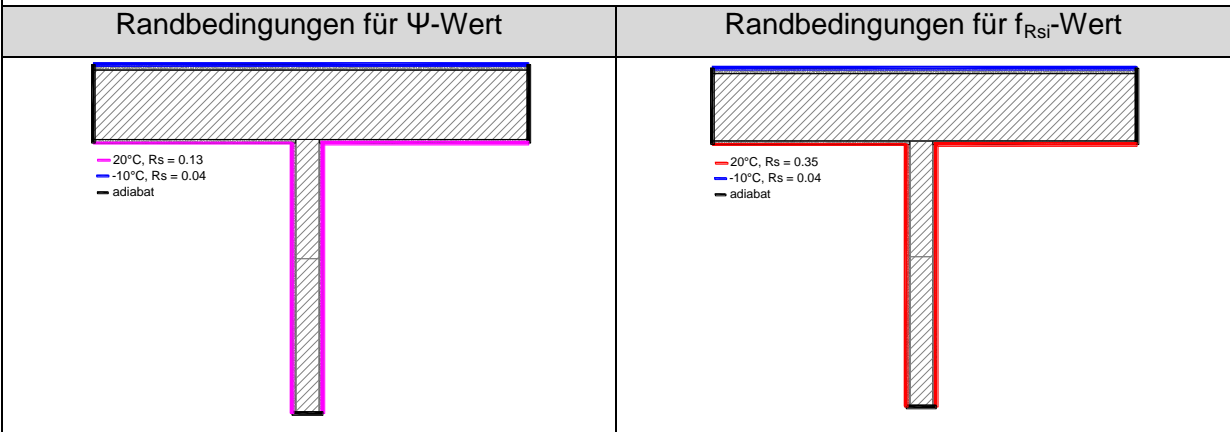 Randbedingungen für Ψ-Wert
Randbedingungen für fRsi-Wert
20°C, Rs = 0.13
-10°C, Rs = 0.04
adiabat
20°C, Rs = 0.35
-10°C, Rs = 0.04
adiabat